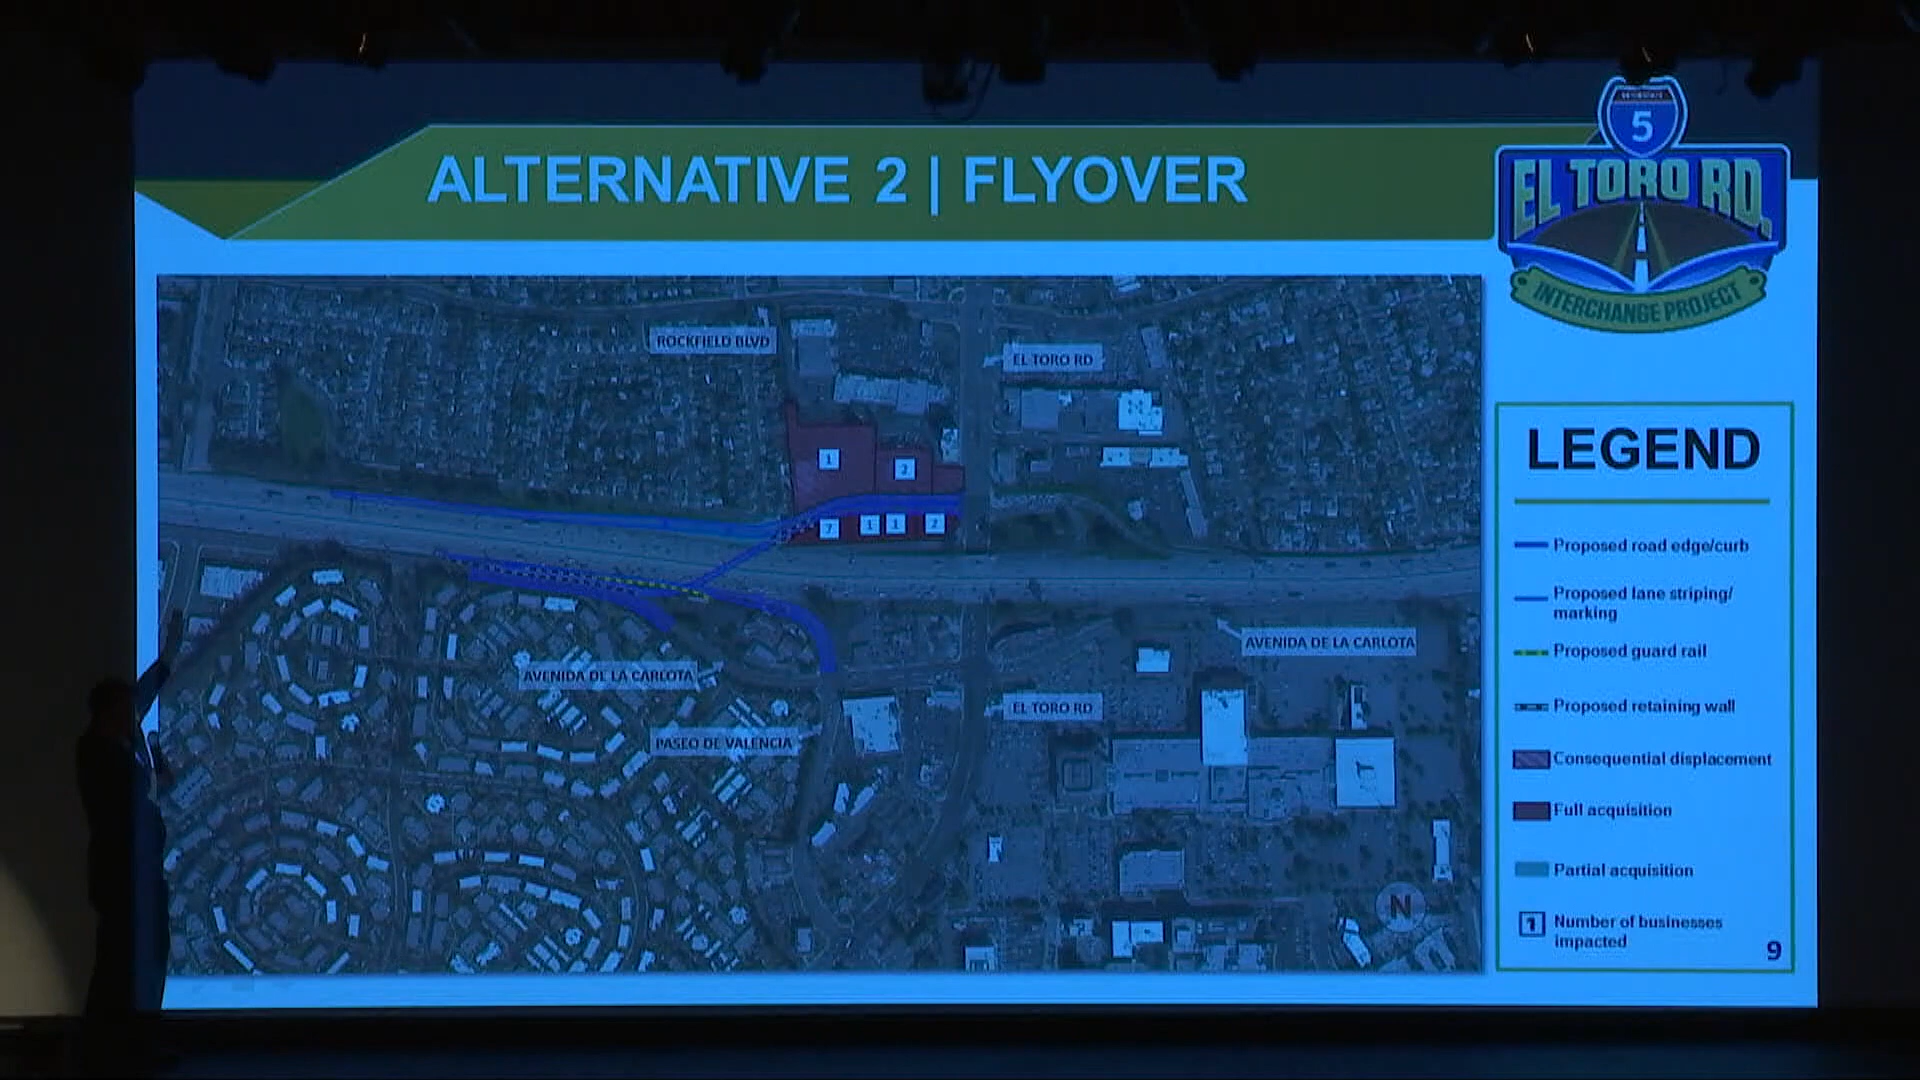 ALTERNATIVE 2 | FLYOVER
5
EL TORO RD.
INTERCHANGE PROJECT
ROCKFIELD BLVD
EL TORO RD
1
7
1
1
2
AVENIDA DE LA CARLOTA
AVENIDA DE LA CARLOTA
EL TORO RD
PASEO DE VALENCIA
N
LEGEND
Proposed road edge/curb
Proposed lane striping/
marking
Proposed guard rail
Proposed retaining wall
Consequential displacement
Full acquisition
Partial acquisition
1
Number of businesses
impacted
9